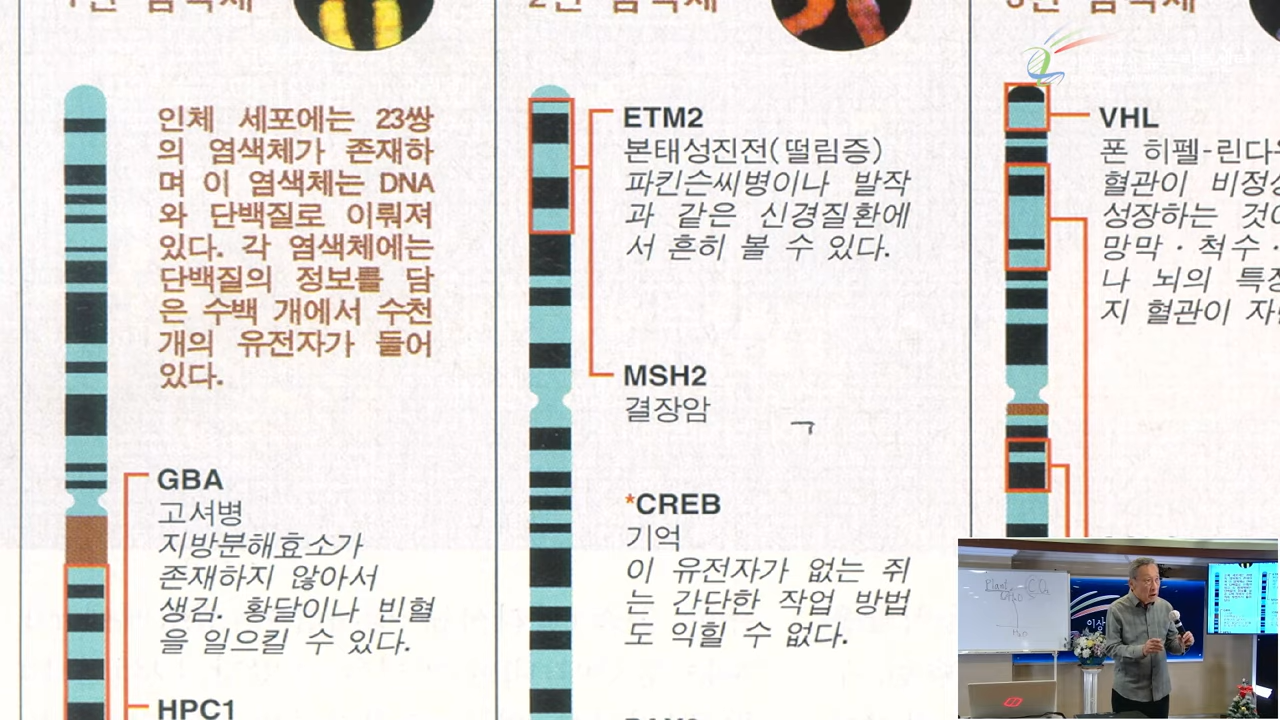 인체 세포에는 23쌍
의 염색체가 존재하
며 이 염색체는 DNA
와 단백질로 이뤄져
있다. 각 염색체에는
단백질의 정보를 담
은 수백 개에서 수천
개의 유전자가 들어
있다.
GBA
고셔병
지방분해효소가
존재하지 않아서
생김. 황달이나 빈혈
을 일으킬 수 있다.
HPC1
ETM2
본태성진전(떨림증)
파킨슨씨병이나 발작
과 같은 신경질환에
서 흔히 볼 수 있다.
MSH2
결장암
ㄱ
*CREB
기억
이 유전자가 없는 쥐
는 간단한 작업 방법
도 익힐 수 없다.
VHL
폰 히펠-린다우
혈관이 비정상
성장하는 것
망막 · 척수 ·
나 뇌의 특정
지 혈관이 자
Plant
CO₂
H₂O
이상